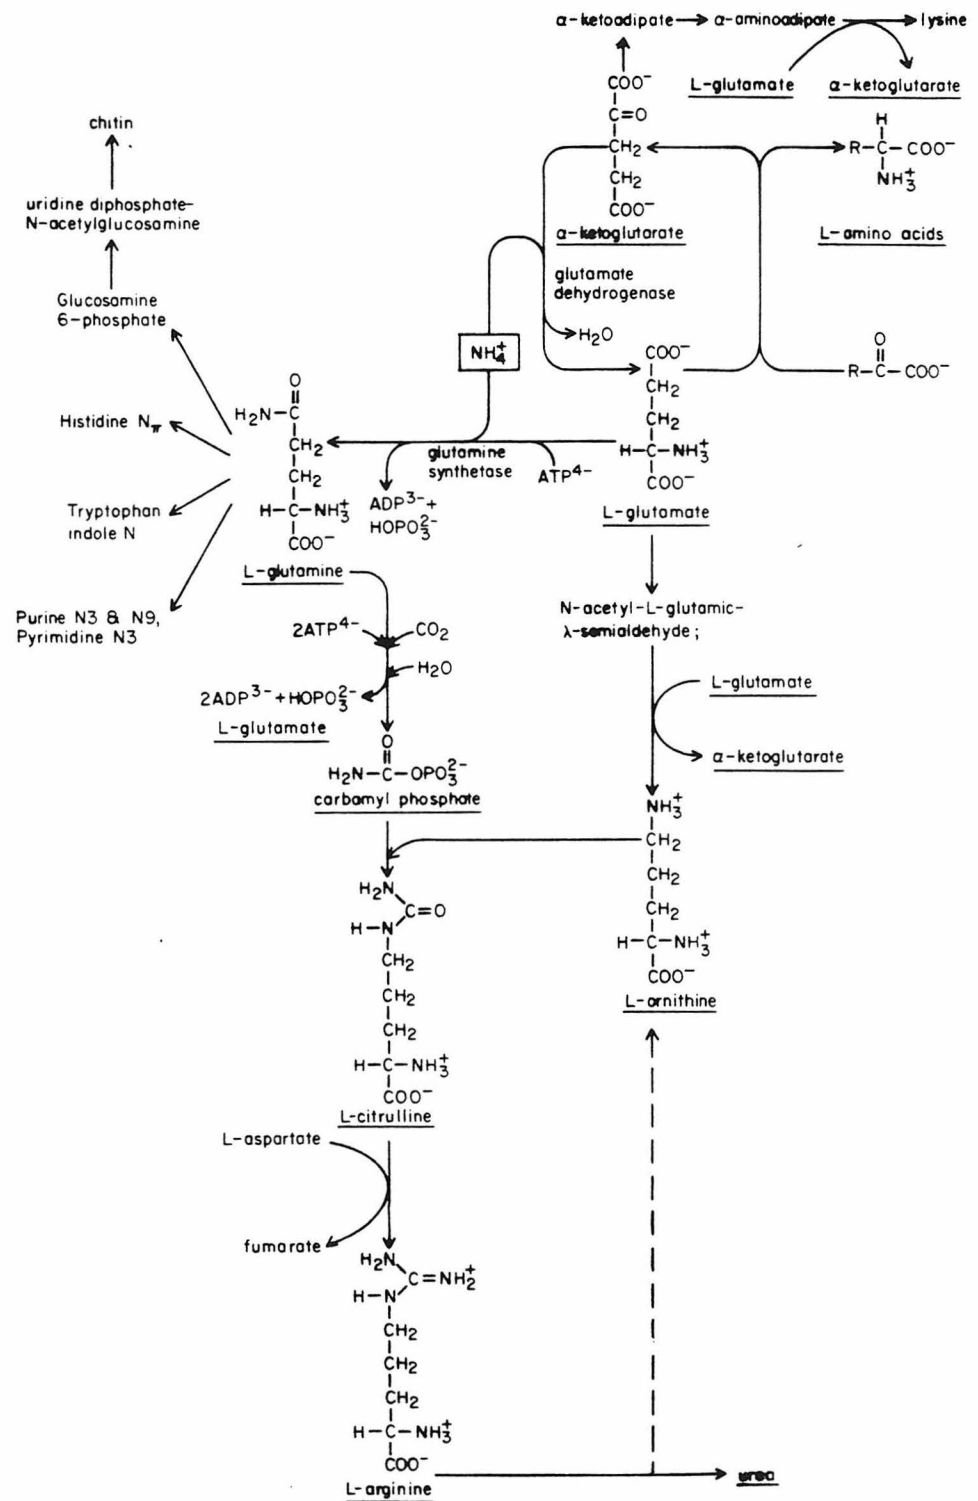 α-ketoadipate → α-aminoadipate → lysine
L-glutamate
α-ketoglutarate
COO⁻
C=O
CH₂
CH₂
COO⁻
α-ketoglutarate
H
R-C-COO⁻
NH₃⁺
L-amino acids
chitin
uridine diphosphate-
N-acetylglucosamine
Glucosamine
6-phosphate
Histidine Nπ
Tryptophan
indole N
Purine N3 & N9,
Pyrimidine N3
glutamate
dehydrogenase
H₂O
NH₄⁺
O
R-C-COO⁻
COO⁻
CH₂
CH₂
H-C-NH₃⁺
COO⁻
L-glutamate
glutamine
synthetase
ATP⁴⁻
ADP³⁻+
HOPO₃²⁻
O
H₂N-C
CH₂
CH₂
H-C-NH₃⁺
COO⁻
L-glutamine
2ATP⁴⁻
CO₂
H₂O
2ADP³⁻+HOPO₃²⁻
L-glutamate
O
H₂N-C-OPO₃²⁻
carbamyl phosphate
N-acetyl-L-glutamic-
λ-semialdehyde;
L-glutamate
α-ketoglutarate
NH₃⁺
CH₂
CH₂
CH₂
H-C-NH₃⁺
COO⁻
L-ornithine
H₂N
C=O
H-N
CH₂
CH₂
CH₂
H-C-NH₃⁺
COO⁻
L-citrulline
L-aspartate
fumarate
H₂N
C=NH₂⁺
H-N
CH₂
CH₂
CH₂
H-C-NH₃⁺
COO⁻
L-arginine
urea